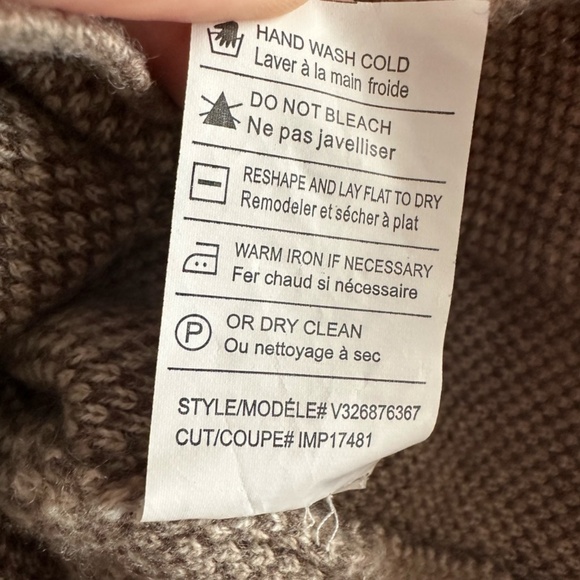 HAND WASH COLD
Laver à la main froide
DO NOT BLEACH
Ne pas javelliser
RESHAPE AND LAY FLAT TO DRY
Remodeler et sécher à plat
WARM IRON IF NECESSARY
Fer chaud si nécessaire
P
OR DRY CLEAN
Ou nettoyage à sec
STYLE/MODÉLE# V326876367
CUT/COUPE# IMP17481